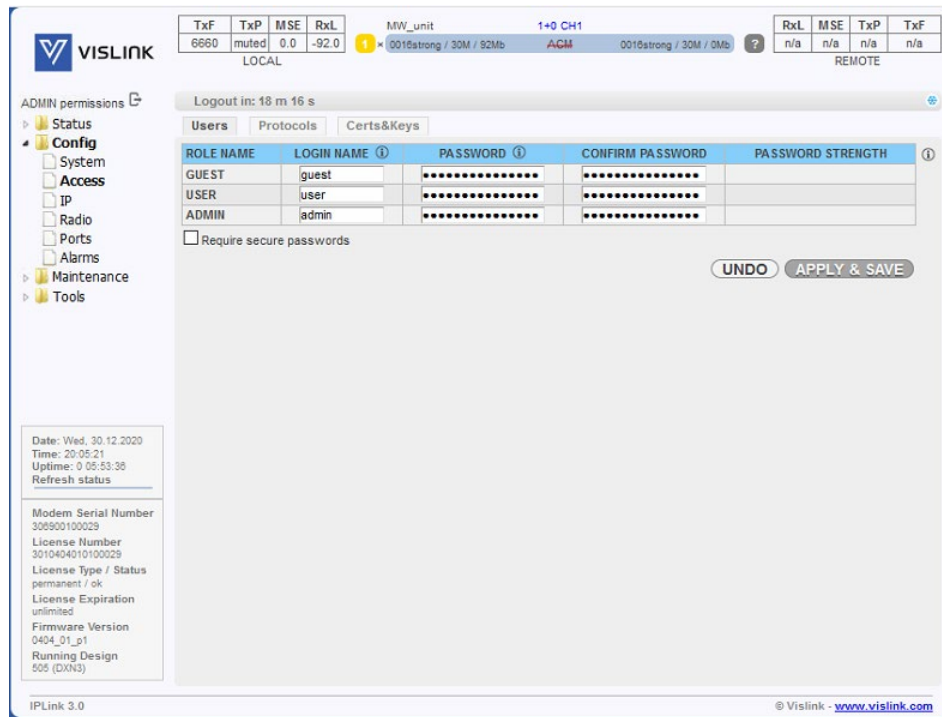 VISLINK
TxF TxP MSE RxL
6660 muted 0.0 -92.0
LOCAL
MW_unit 1+0 CH1
1 × 0016strong / 30M / 92Mb ACM 0016strong / 30M / 0Mb ?
RxL MSE TxP TxF
n/a n/a n/a n/a
REMOTE
ADMIN permissions
Status
Config
System
Access
IP
Radio
Ports
Alarms
Maintenance
Tools
Logout in: 18 m 16 s
Users Protocols Certs&Keys
ROLE NAME LOGIN NAME PASSWORD CONFIRM PASSWORD PASSWORD STRENGTH
GUEST guest ••••••••••••••• •••••••••••••••
USER user ••••••••••••••• •••••••••••••••
ADMIN admin ••••••••••••••• •••••••••••••••
Require secure passwords
UNDO APPLY & SAVE
Date: Wed, 30.12.2020
Time: 20:05:21
Uptime: 0 05:53:36
Refresh status
Modem Serial Number
306900100029
License Number
3010404010100029
License Type / Status
permanent / ok
License Expiration
unlimited
Firmware Version
0404_01_p1
Running Design
505 (DXN3)
IPLink 3.0
© Vislink - www.vislink.com